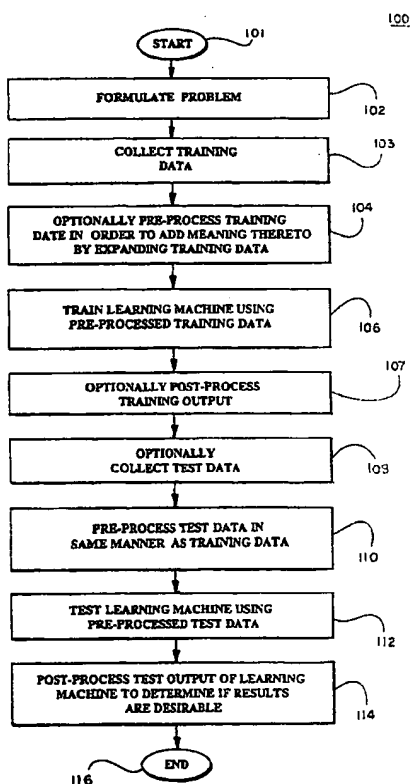 100
START
101
FORMULATE PROBLEM
102
COLLECT TRAINING
DATA
103
OPTIONALLY PRE-PROCESS TRAINING
DATE IN ORDER TO ADD MEANING THERETO
BY EXPANDING TRAINING DATA
104
TRAIN LEARNING MACHINE USING
PRE-PROCESSED TRAINING DATA
106
OPTIONALLY POST-PROCESS
TRAINING OUTPUT
107
OPTIONALLY
COLLECT TEST DATA
109
PRE-PROCESS TEST DATA IN
SAME MANNER AS TRAINING DATA
110
TEST LEARNING MACHINE USING
PRE-PROCESSED TEST DATA
112
POST-PROCESS TEST OUTPUT OF LEARNING
MACHINE TO DETERMINE IF RESULTS
ARE DESIRABLE
114
END
116